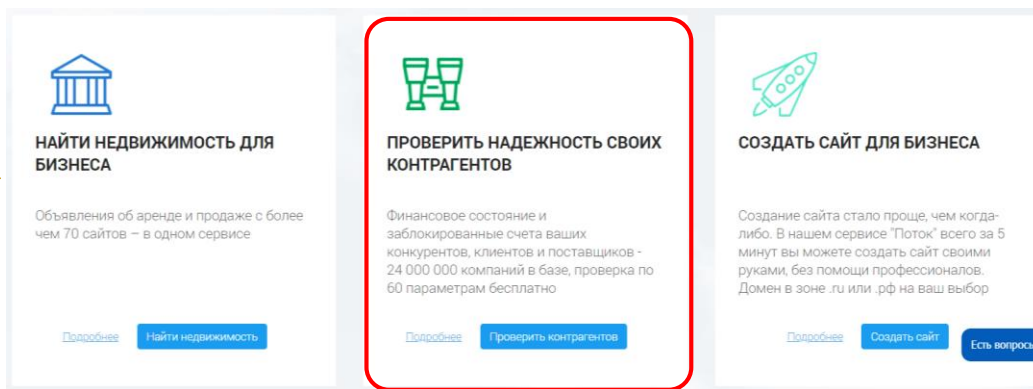 НАЙТИ НЕДВИЖИМОСТЬ ДЛЯ
БИЗНЕСА
Объявления об аренде и продаже с более
чем 70 сайтов – в одном сервисе
Подробнее
Найти недвижимость
ПРОВЕРИТЬ НАДЕЖНОСТЬ СВОИХ
КОНТРАГЕНТОВ
Финансовое состояние и
заблокированные счета ваших
конкурентов, клиентов и поставщиков -
24 000 000 компаний в базе, проверка по
60 параметрам бесплатно
Подробнее
Проверить контрагентов
СОЗДАТЬ САЙТ ДЛЯ БИЗНЕСА
Создание сайта стало проще, чем когда-
либо. В нашем сервисе "Поток" всего за 5
минут вы можете создать сайт своими
руками, без помощи профессионалов.
Домен в зоне .ru или .рф на ваш выбор
Подробнее
Создать сайт
Есть вопросы